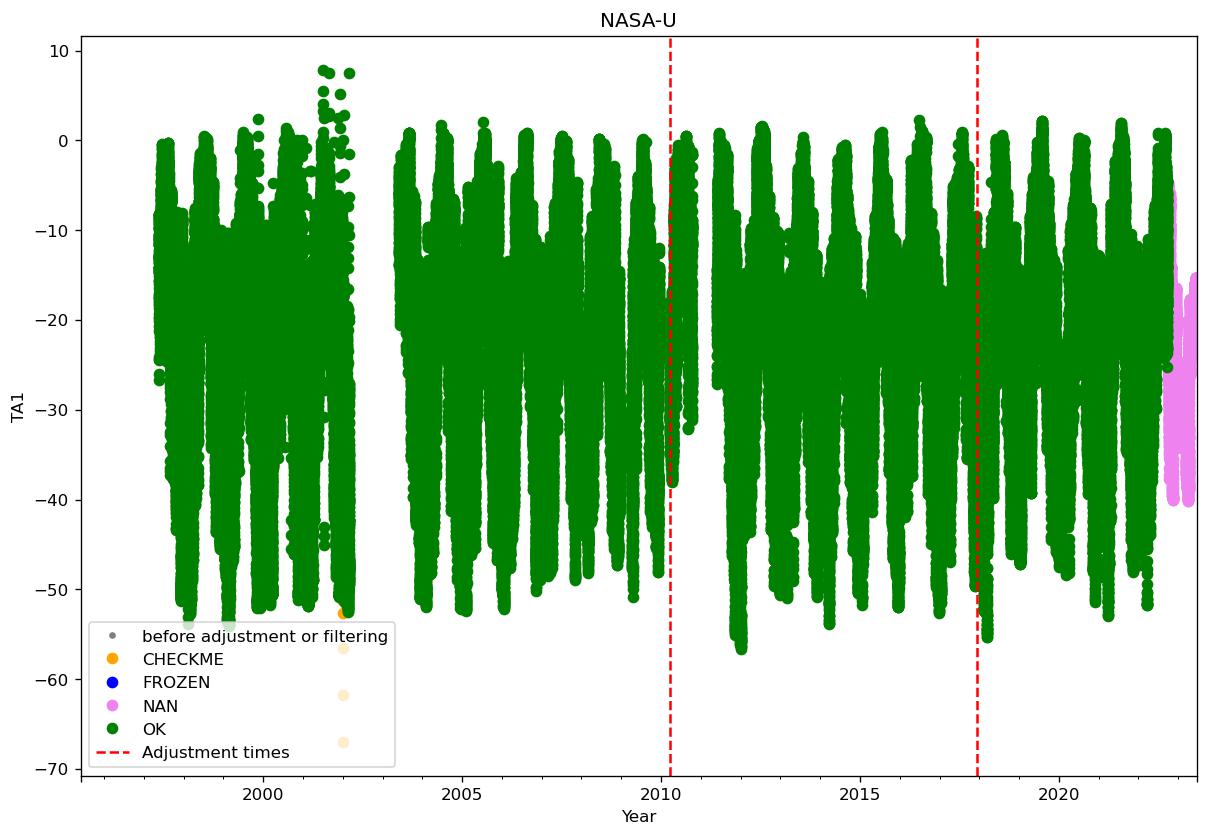 NASA-U
10
0
−10
−20
−30
−40
−50
−60
−70
TA1
before adjustment or filtering
CHECKME
FROZEN
NAN
OK
Adjustment times
2000
2005
2010
2015
2020
Year